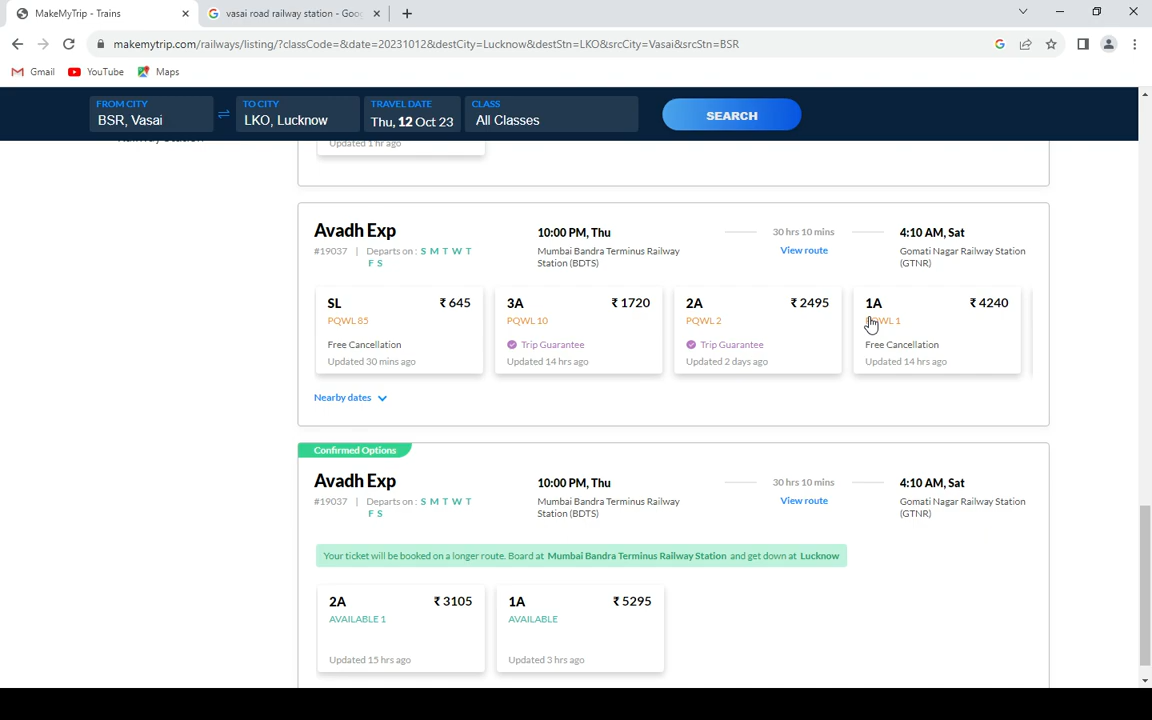 MakeMyTrip - Trains
vasai road railway station - Goo
makemytrip.com/railways/listing/?classCode=&date=20231012&destCity=Lucknow&destStn=LKO&srcCity=Vasai&srcStn=BSR
Gmail YouTube Maps
FROM CITY TO CITY TRAVEL DATE CLASS
BSR, Vasai LKO, Lucknow Thu, 12 Oct 23 All Classes SEARCH
Railway Station
Updated 1 hr ago
Avadh Exp 10:00 PM, Thu 30 hrs 10 mins 4:10 AM, Sat
#19037 | Departs on : S M T W T Mumbai Bandra Terminus Railway View route Gomati Nagar Railway Station
F S Station (BDTS) (GTNR)
SL ₹ 645 3A ₹ 1720 2A ₹ 2495 1A ₹ 4240
PQWL 85 PQWL 10 PQWL 2 WL 1
Free Cancellation Trip Guarantee Trip Guarantee Free Cancellation
Updated 30 mins ago Updated 14 hrs ago Updated 2 days ago Updated 14 hrs ago
Nearby dates
Confirmed Options
Avadh Exp 10:00 PM, Thu 30 hrs 10 mins 4:10 AM, Sat
#19037 | Departs on : S M T W T Mumbai Bandra Terminus Railway View route Gomati Nagar Railway Station
F S Station (BDTS) (GTNR)
Your ticket will be booked on a longer route. Board at Mumbai Bandra Terminus Railway Station and get down at Lucknow
2A ₹ 3105 1A ₹ 5295
AVAILABLE 1 AVAILABLE
Updated 15 hrs ago Updated 3 hrs ago